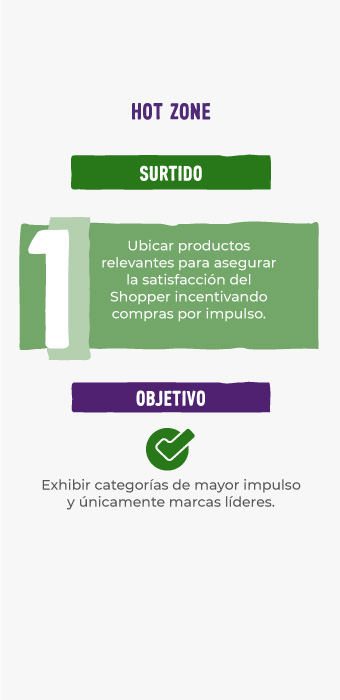 HOT ZONE
SURTIDO
1
Ubicar productos
relevantes para asegurar
la satisfacción del
Shopper incentivando
compras por impulso.
OBJETIVO
Exhibir categorías de mayor impulso
y únicamente marcas líderes.